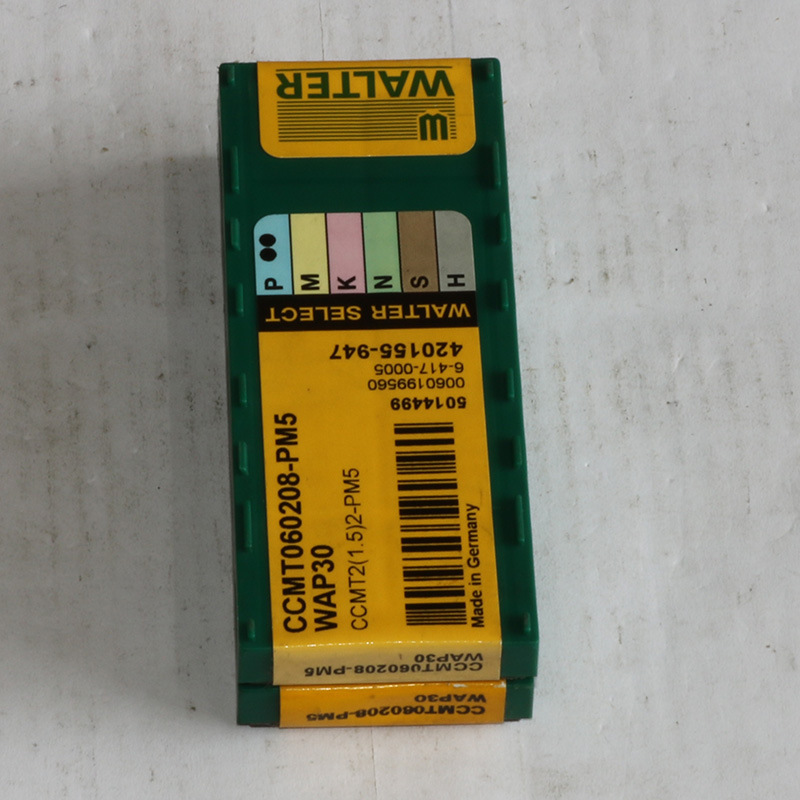 WALTER
P
M
K
N
S
H
WALTER SELECT
420155-947
6-417-0005
0060199560
5014499
CCMT060208-PM5
WAP30
CCMT2(1.5)2-PM5
Made in Germany
CCMT060208-PM5
WAP30
CCMT060208-PM5
WAP30